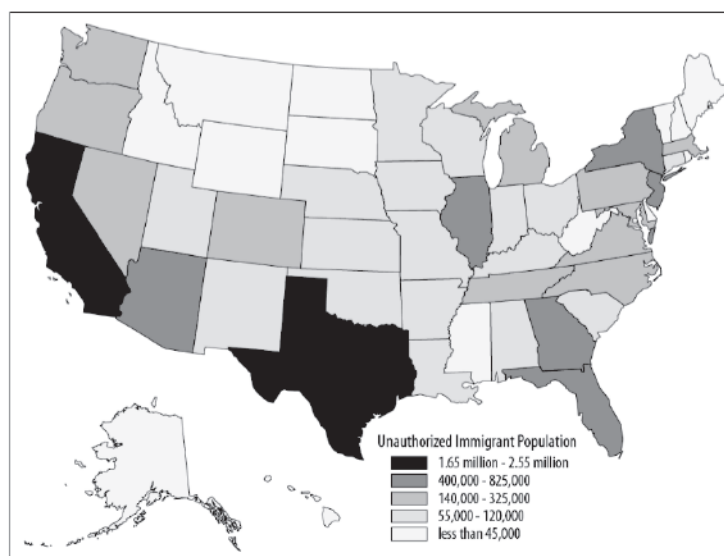 Unauthorized Immigrant Population
1.65 million - 2.55 million
400,000 - 825,000
140,000 - 325,000
55,000 - 120,000
less than 45,000